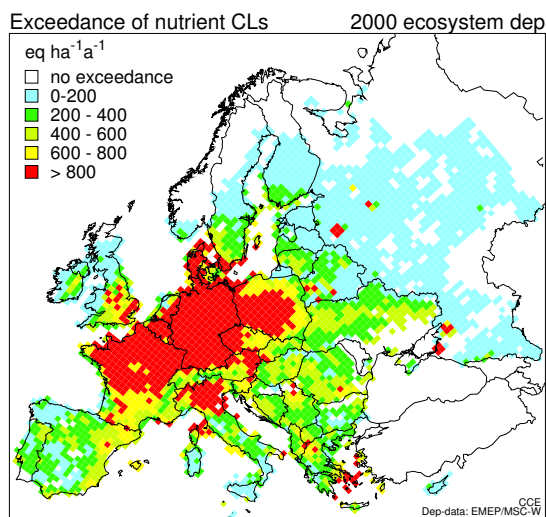 Exceedance of nutrient CLs 2000 ecosystem dep
eq ha⁻¹a⁻¹
no exceedance
0-200
200 - 400
400 - 600
600 - 800
> 800
CCE
Dep-data: EMEP/MSC-W